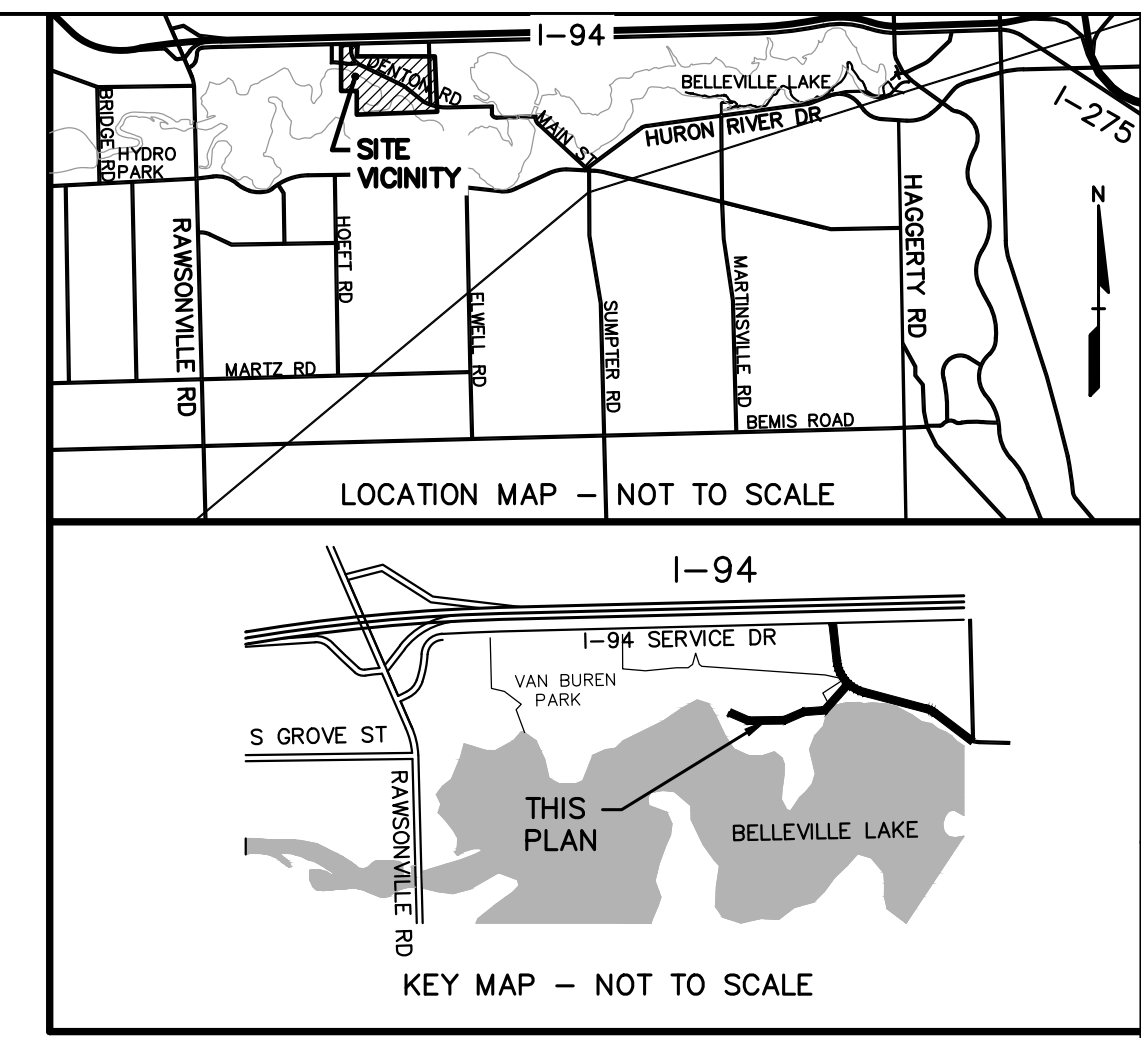 I-94
DENTON RD
BELLEVILLE LAKE
I-275
BRIDGE RD
HYDRO
PARK
SITE
VICINITY
MAIN ST
HURON RIVER DR
N
RAWSONVILLE RD
HOEFT RD
ELWELL RD
SUMPTER RD
MARTINSVILLE RD
HAGGERTY RD
MARTZ RD
BEMIS ROAD
LOCATION MAP – NOT TO SCALE
I-94
I-94 SERVICE DR
VAN BUREN
PARK
S GROVE ST
RAWSONVILLE RD
THIS
PLAN
BELLEVILLE LAKE
KEY MAP – NOT TO SCALE